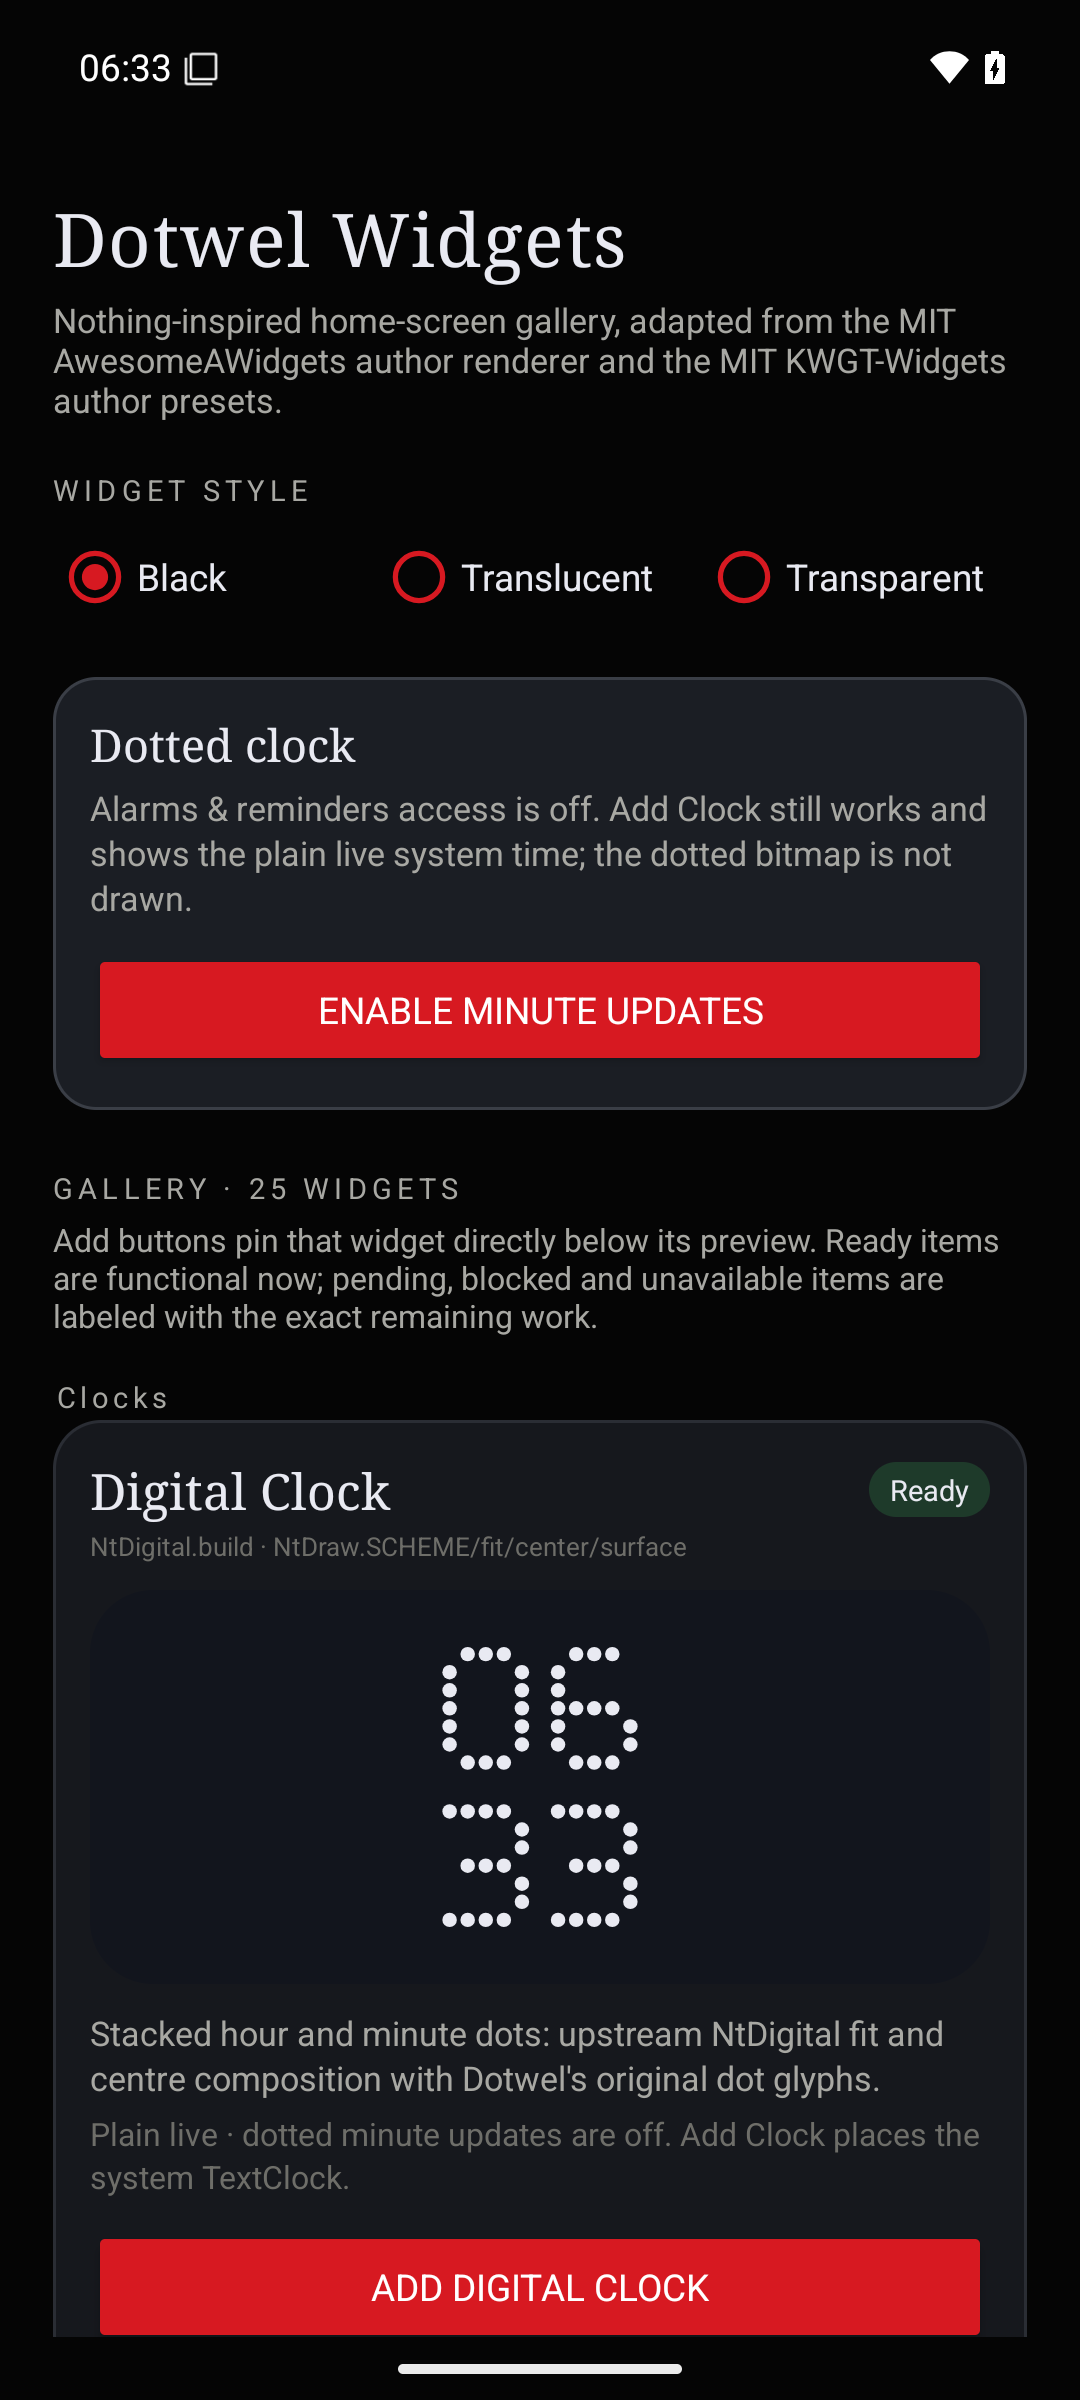 06:33
Dotwel Widgets
Nothing-inspired home-screen gallery, adapted from the MIT
AwesomeAWidgets author renderer and the MIT KWGT-Widgets
author presets.
WIDGET STYLE
Black
Translucent
Transparent
Dotted clock
Alarms & reminders access is off. Add Clock still works and
shows the plain live system time; the dotted bitmap is not
drawn.
ENABLE MINUTE UPDATES
GALLERY · 25 WIDGETS
Add buttons pin that widget directly below its preview. Ready items
are functional now; pending, blocked and unavailable items are
labeled with the exact remaining work.
Clocks
Digital Clock
Ready
NtDigital.build · NtDraw.SCHEME/fit/center/surface
06
33
Stacked hour and minute dots: upstream NtDigital fit and
centre composition with Dotwel's original dot glyphs.
Plain live · dotted minute updates are off. Add Clock places the
system TextClock.
ADD DIGITAL CLOCK